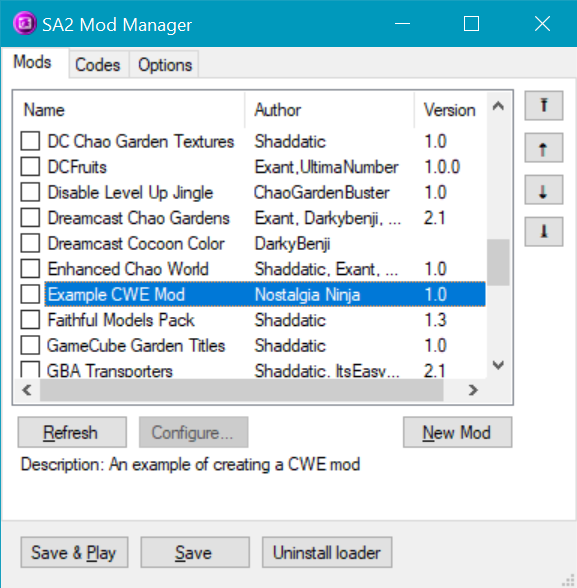 SA2 Mod Manager
Mods Codes Options
Name Author Version
DC Chao Garden Textures Shaddatic 1.0
DCFruits Exant,UltimaNumber 1.0.0
Disable Level Up Jingle ChaoGardenBuster 1.0
Dreamcast Chao Gardens Exant, Darkybenji, ... 2.1
Dreamcast Cocoon Color DarkyBenji
Enhanced Chao World Shaddatic, Exant, ... 1.0
Example CWE Mod Nostalgia Ninja 1.0
Faithful Models Pack Shaddatic 1.3
GameCube Garden Titles Shaddatic 1.0
GBA Transporters Shaddatic, ItsEasy... 2.1
Refresh Configure... New Mod
Description: An example of creating a CWE mod
Save & Play Save Uninstall loader